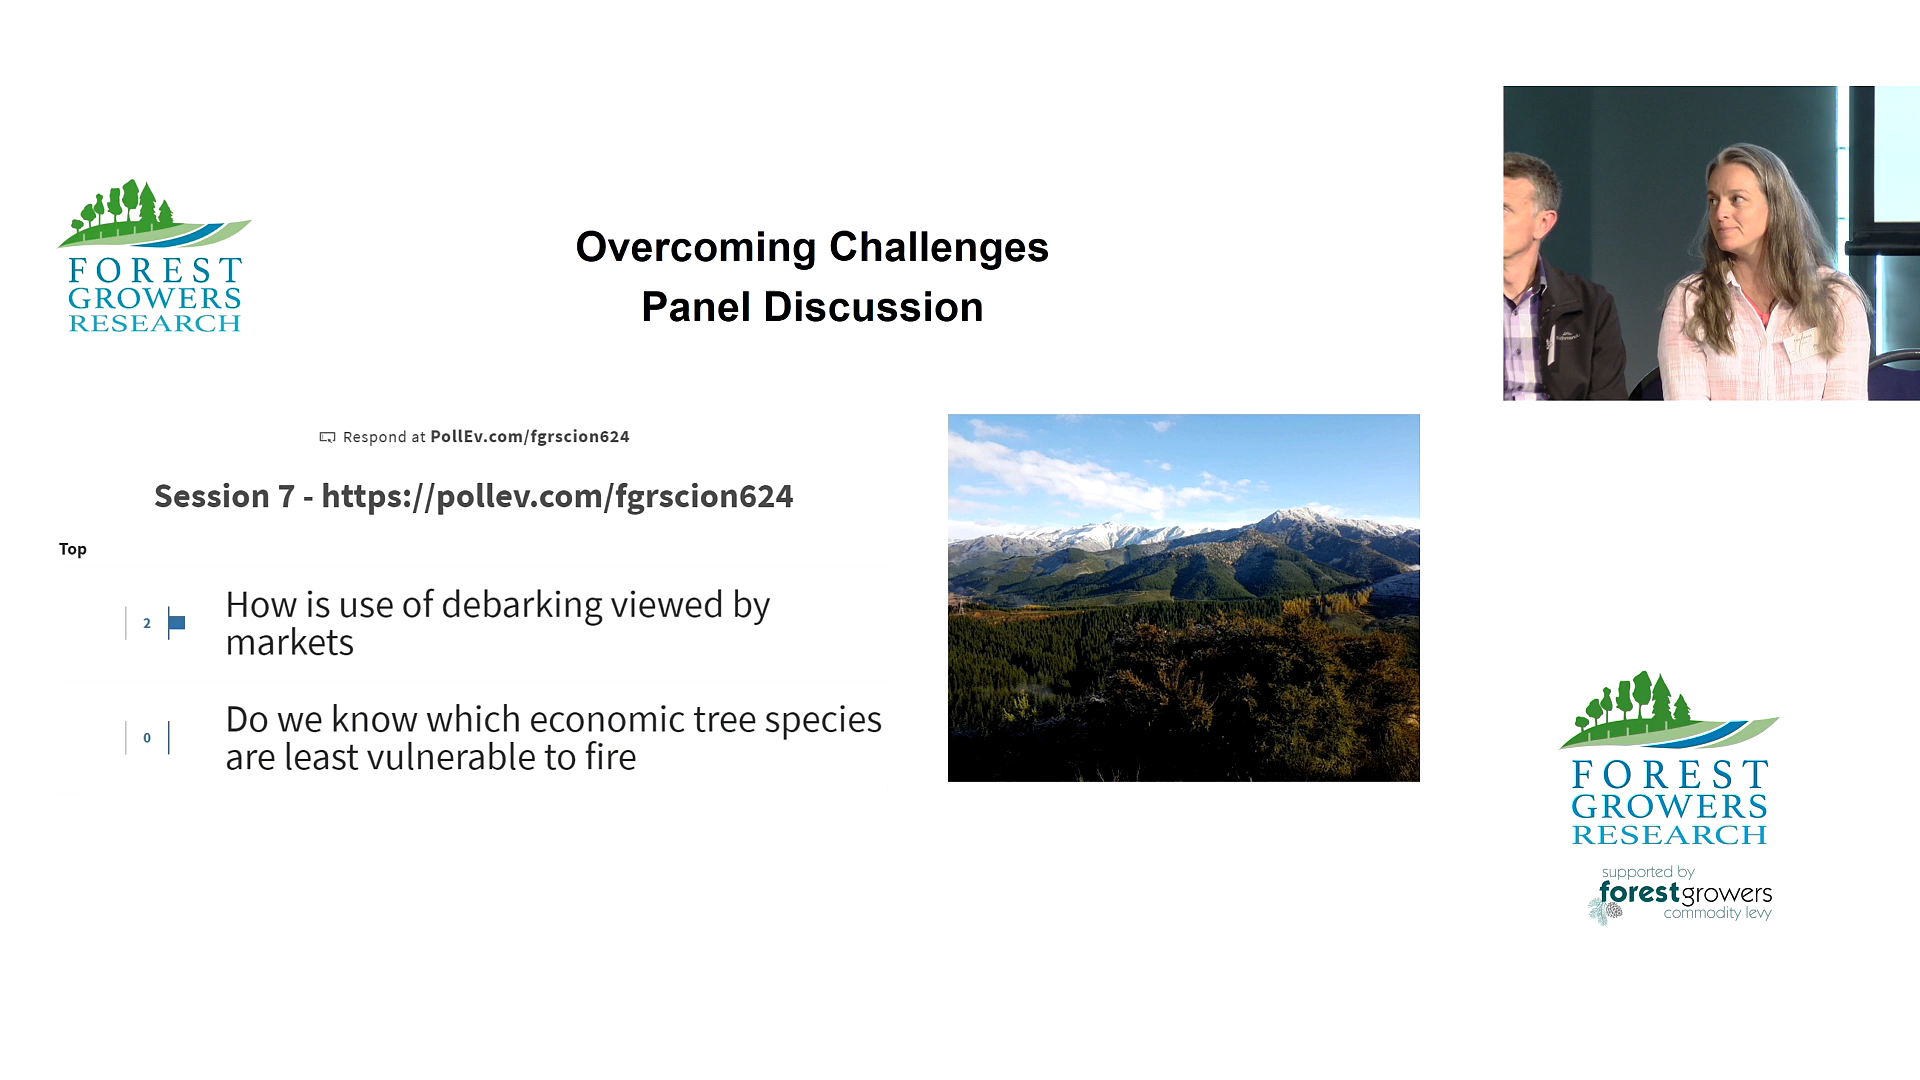 FOREST
GROWERS
RESEARCH
Overcoming Challenges
Panel Discussion
Respond at PollEv.com/fgrscion624
Session 7 - https://pollev.com/fgrscion624
Top
2
How is use of debarking viewed by
markets
0
Do we know which economic tree species
are least vulnerable to fire
FOREST
GROWERS
RESEARCH
supported by
forestgrowers
commodity levy